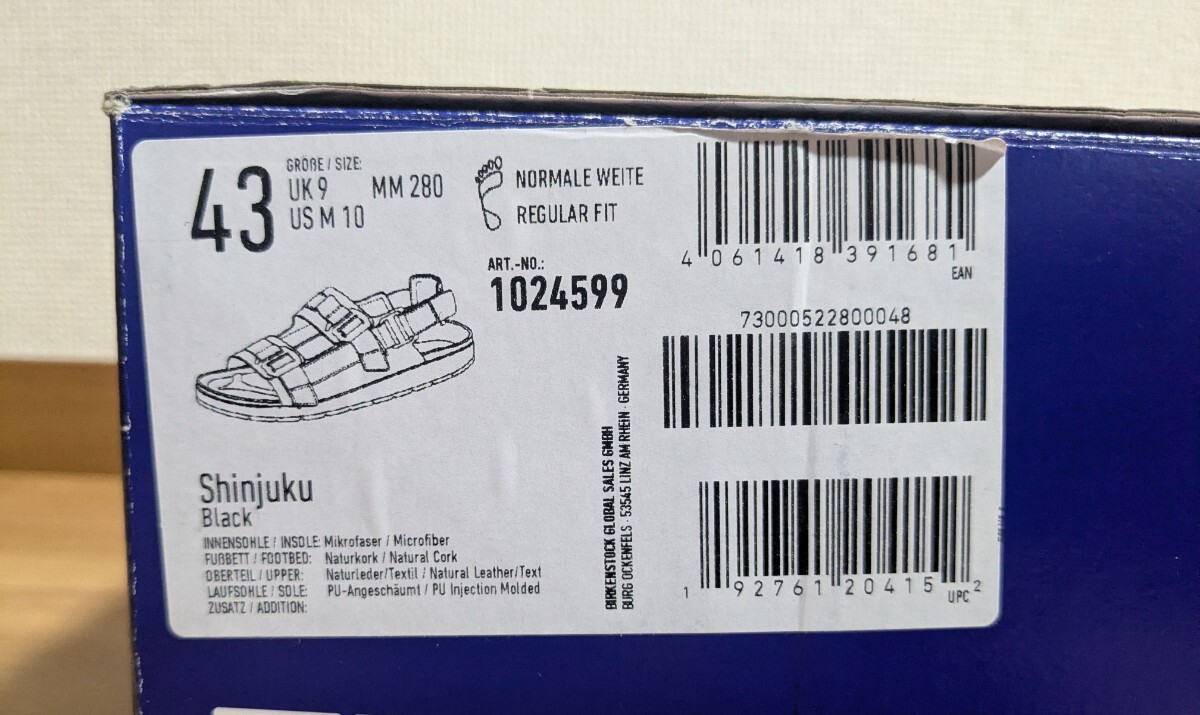 43
GRÖßE / SIZE:
UK 9 MM 280
US M 10
NORMALE WEITE
REGULAR FIT
ART.-NO.:
1024599
4 061418 391681
EAN
73000522800048
BIRKENSTOCK GLOBAL SALES GMBH
BURG OCKENFELS · 53545 LINZ AM RHEIN · GERMANY
Shinjuku
Black
INNENSOHLE / INSOLE: Mikrofaser / Microfiber
FUßBETT / FOOTBED: Naturkork / Natural Cork
OBERTEIL / UPPER: Naturleder/Textil / Natural Leather/Text
LAUFSOHLE / SOLE: PU-Angeschäumt / PU Injection Molded
ZUSATZ / ADDITION:
1 92761 20415 2
UPC